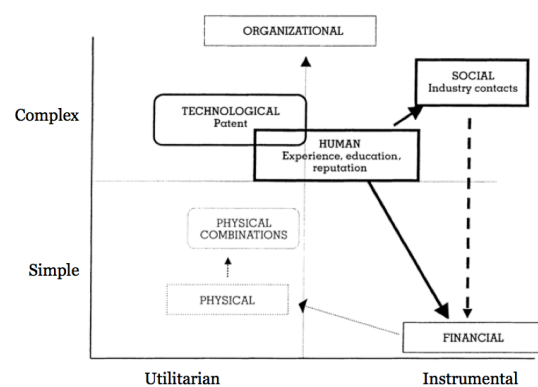 ORGANIZATIONAL
SOCIAL
Industry contacts
Complex
TECHNOLOGICAL
Patent
HUMAN
Experience, education,
reputation
PHYSICAL
COMBINATIONS
Simple
PHYSICAL
FINANCIAL
Utilitarian
Instrumental